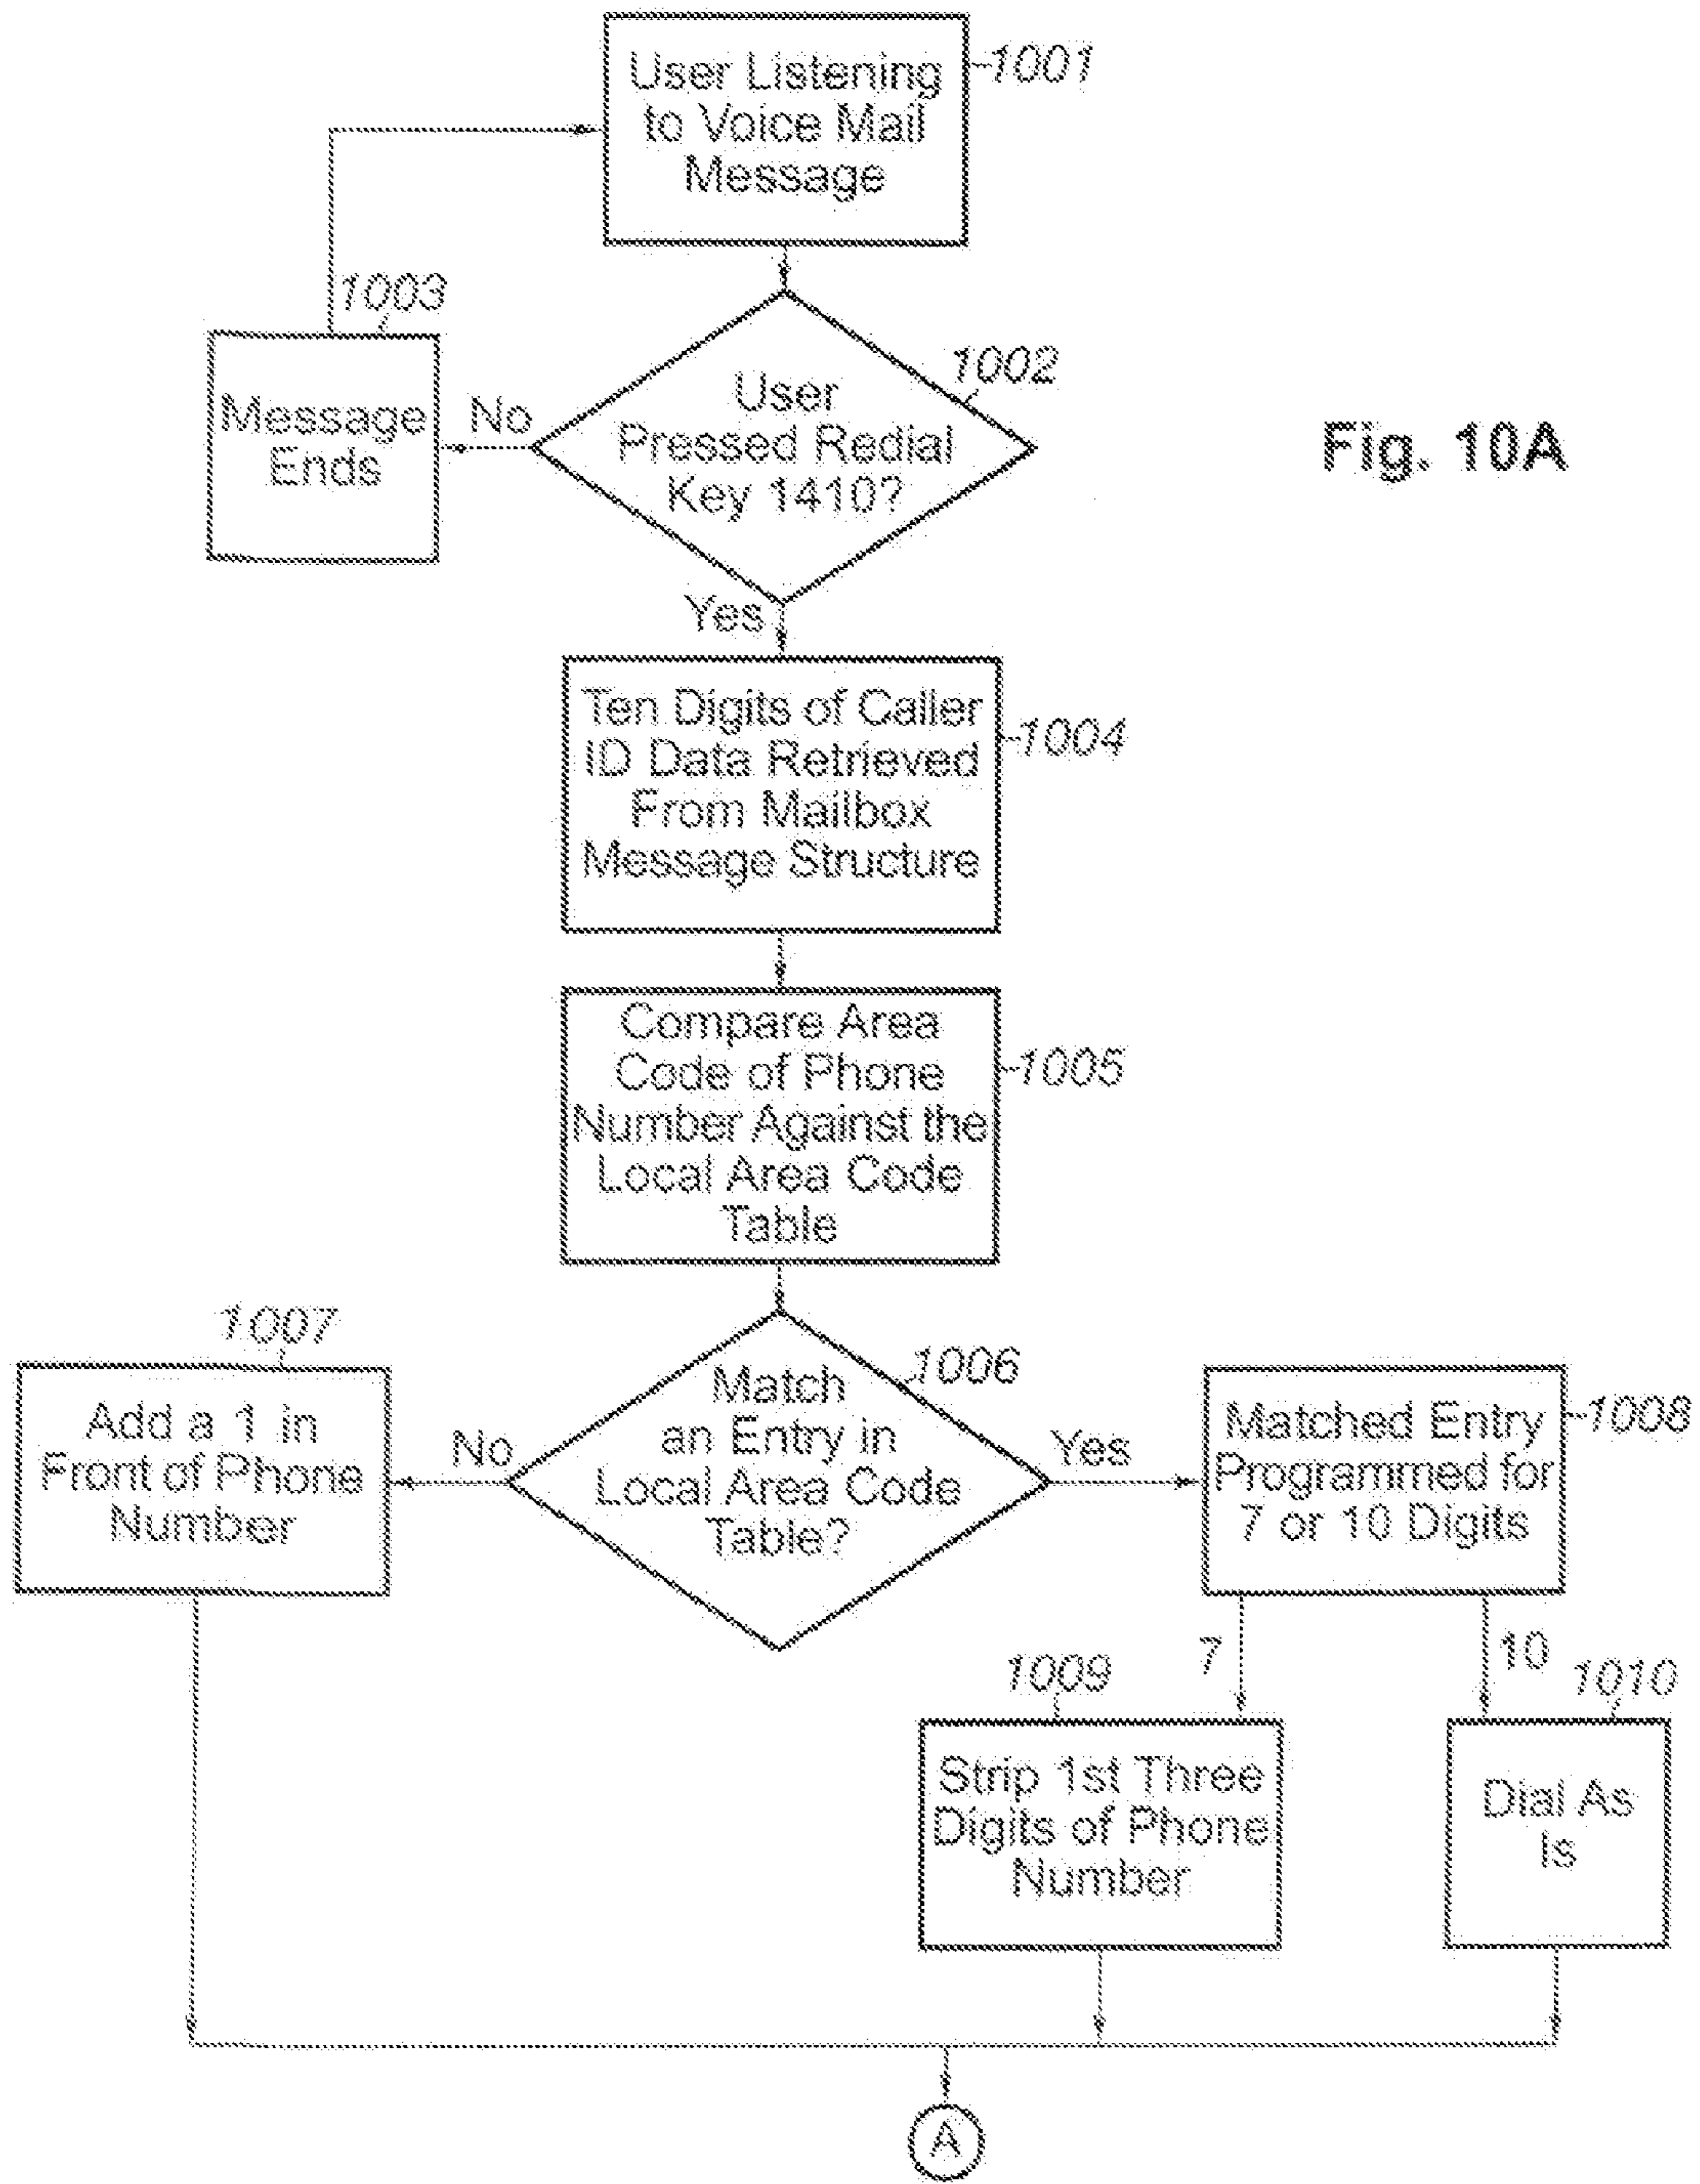 User Listening
to Voice Mail
Message
1001
1003
Message
Ends
No
1002
User
Pressed Redial
Key 1410?
Fig. 10A
Yes
Ten Digits of Caller
ID Data Retrieved
From Mailbox
Message Structure
1004
Compare Area
Code of Phone
Number Against the
Local Area Code
Table
1005
1007
Add a 1 in
Front of Phone
Number
No
1006
Match
an Entry in
Local Area Code
Table?
Yes
Matched Entry
Programmed for
7 or 10 Digits
1008
7
10
1009
Strip 1st Three
Digits of Phone
Number
1010
Dial As
Is
A